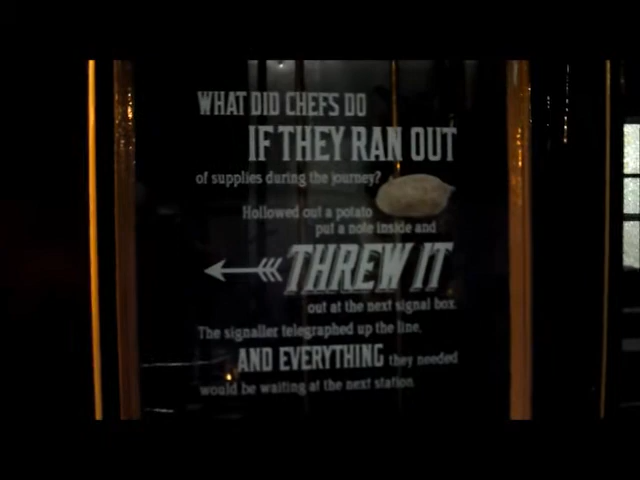 WHAT DID CHEFS DO
IF THEY RAN OUT
of supplies during the journey?
Hollowed out a potato
put a note inside and
THREW IT
out at the next signal box.
The signaller telegraphed up the line,
AND EVERYTHING they needed
would be waiting at the next station.